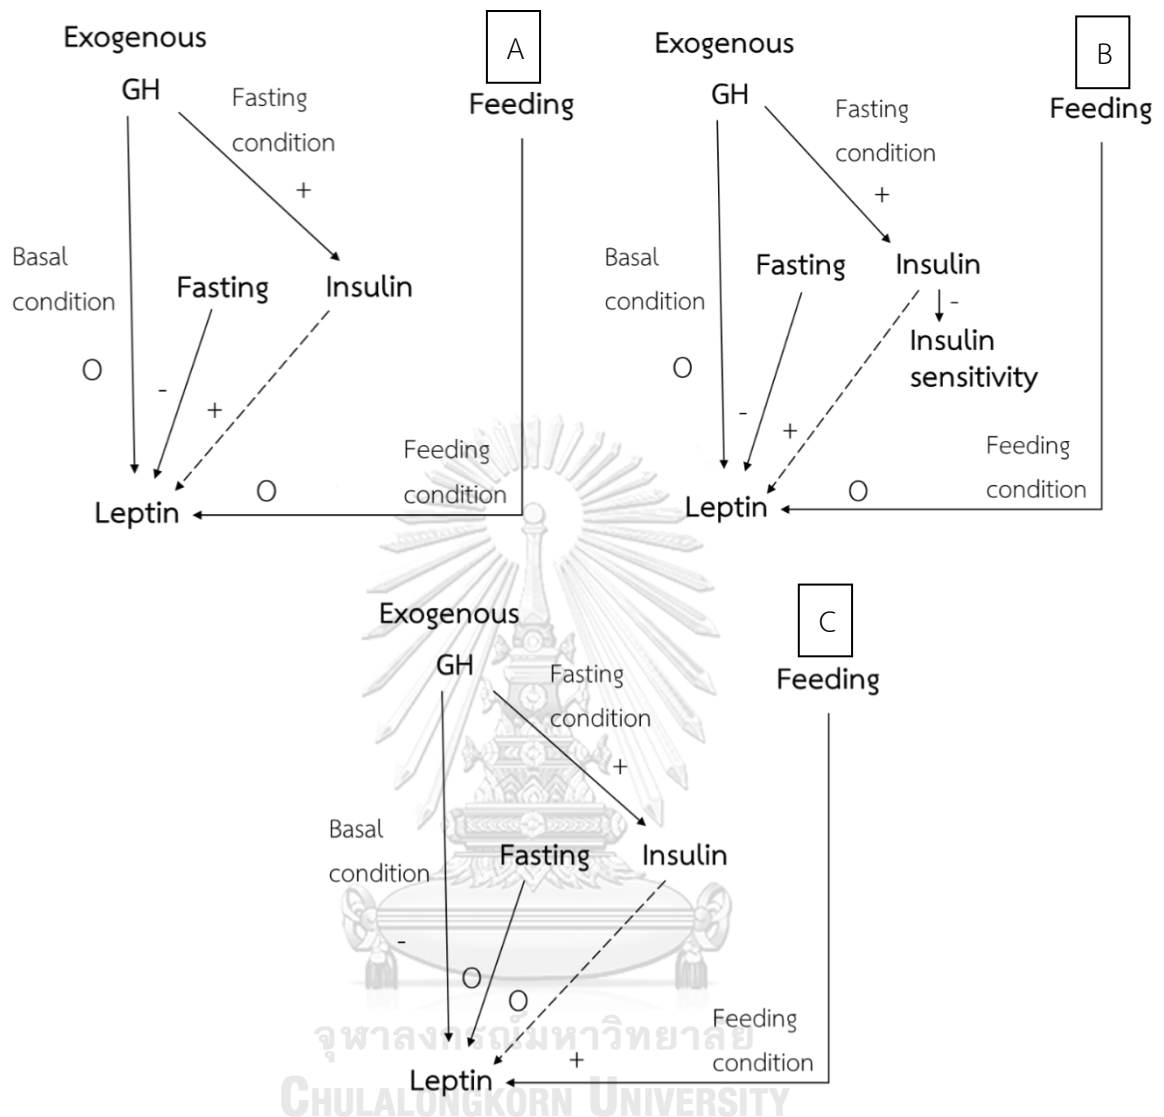 Exogenous
GH
Fasting
condition
+
A
Feeding
Basal
condition
Fasting
Insulin
O
-
+
Feeding
condition
O
Leptin
Exogenous
GH
Fasting
condition
+
B
Feeding
Basal
condition
Fasting
Insulin
-
Insulin
sensitivity
O
-
+
Feeding
condition
O
Leptin
Exogenous
GH
Fasting
condition
+
C
Feeding
Basal
condition
Fasting
Insulin
-
O
O
Feeding
condition
+
Leptin
จุฬาลงกรณ์มหาวิทยาลัย
CHULALONGKORN UNIVERSITY